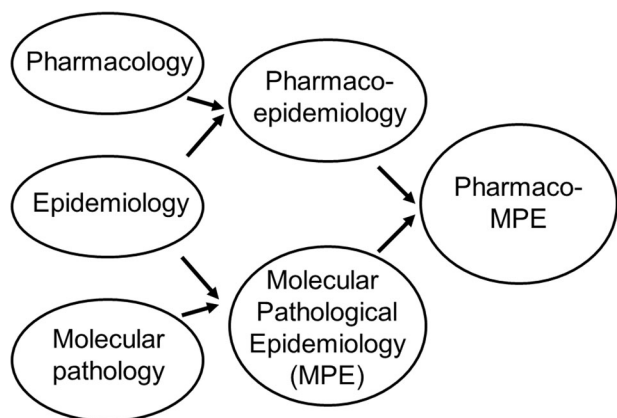 Pharmacology
Pharmaco-
epidemiology
Epidemiology
Pharmaco-
MPE
Molecular
Pathological
Epidemiology
(MPE)
Molecular
pathology